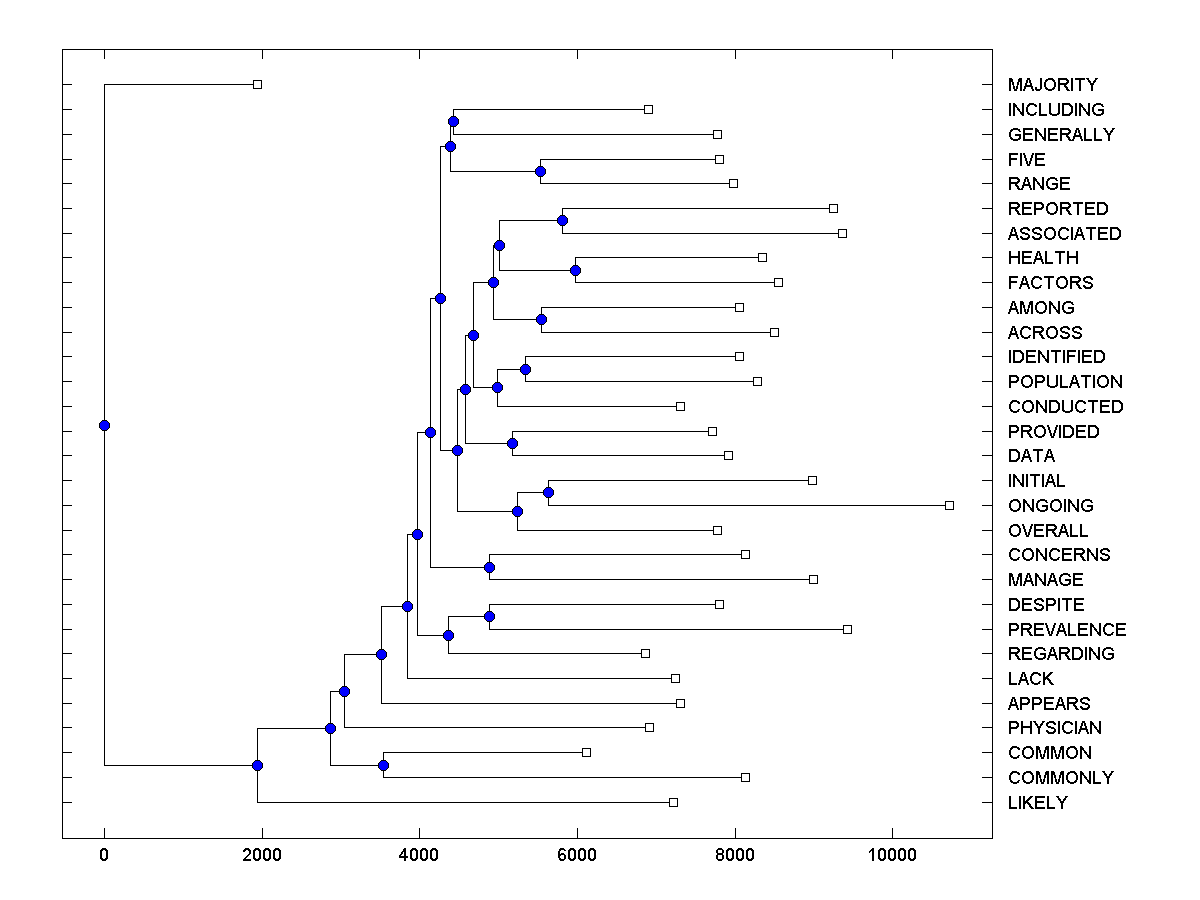 MAJORITY
INCLUDING
GENERALLY
FIVE
RANGE
REPORTED
ASSOCIATED
HEALTH
FACTORS
AMONG
ACROSS
IDENTIFIED
POPULATION
CONDUCTED
PROVIDED
DATA
INITIAL
ONGOING
OVERALL
CONCERNS
MANAGE
DESPITE
PREVALENCE
REGARDING
LACK
APPEARS
PHYSICIAN
COMMON
COMMONLY
LIKELY
0 2000 4000 6000 8000 10000